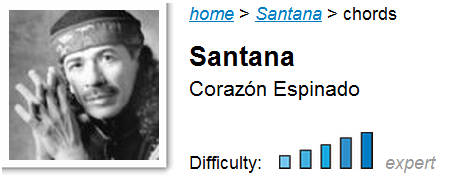 home > Santana > chords
Santana
Corazón Espinado
Difficulty: expert